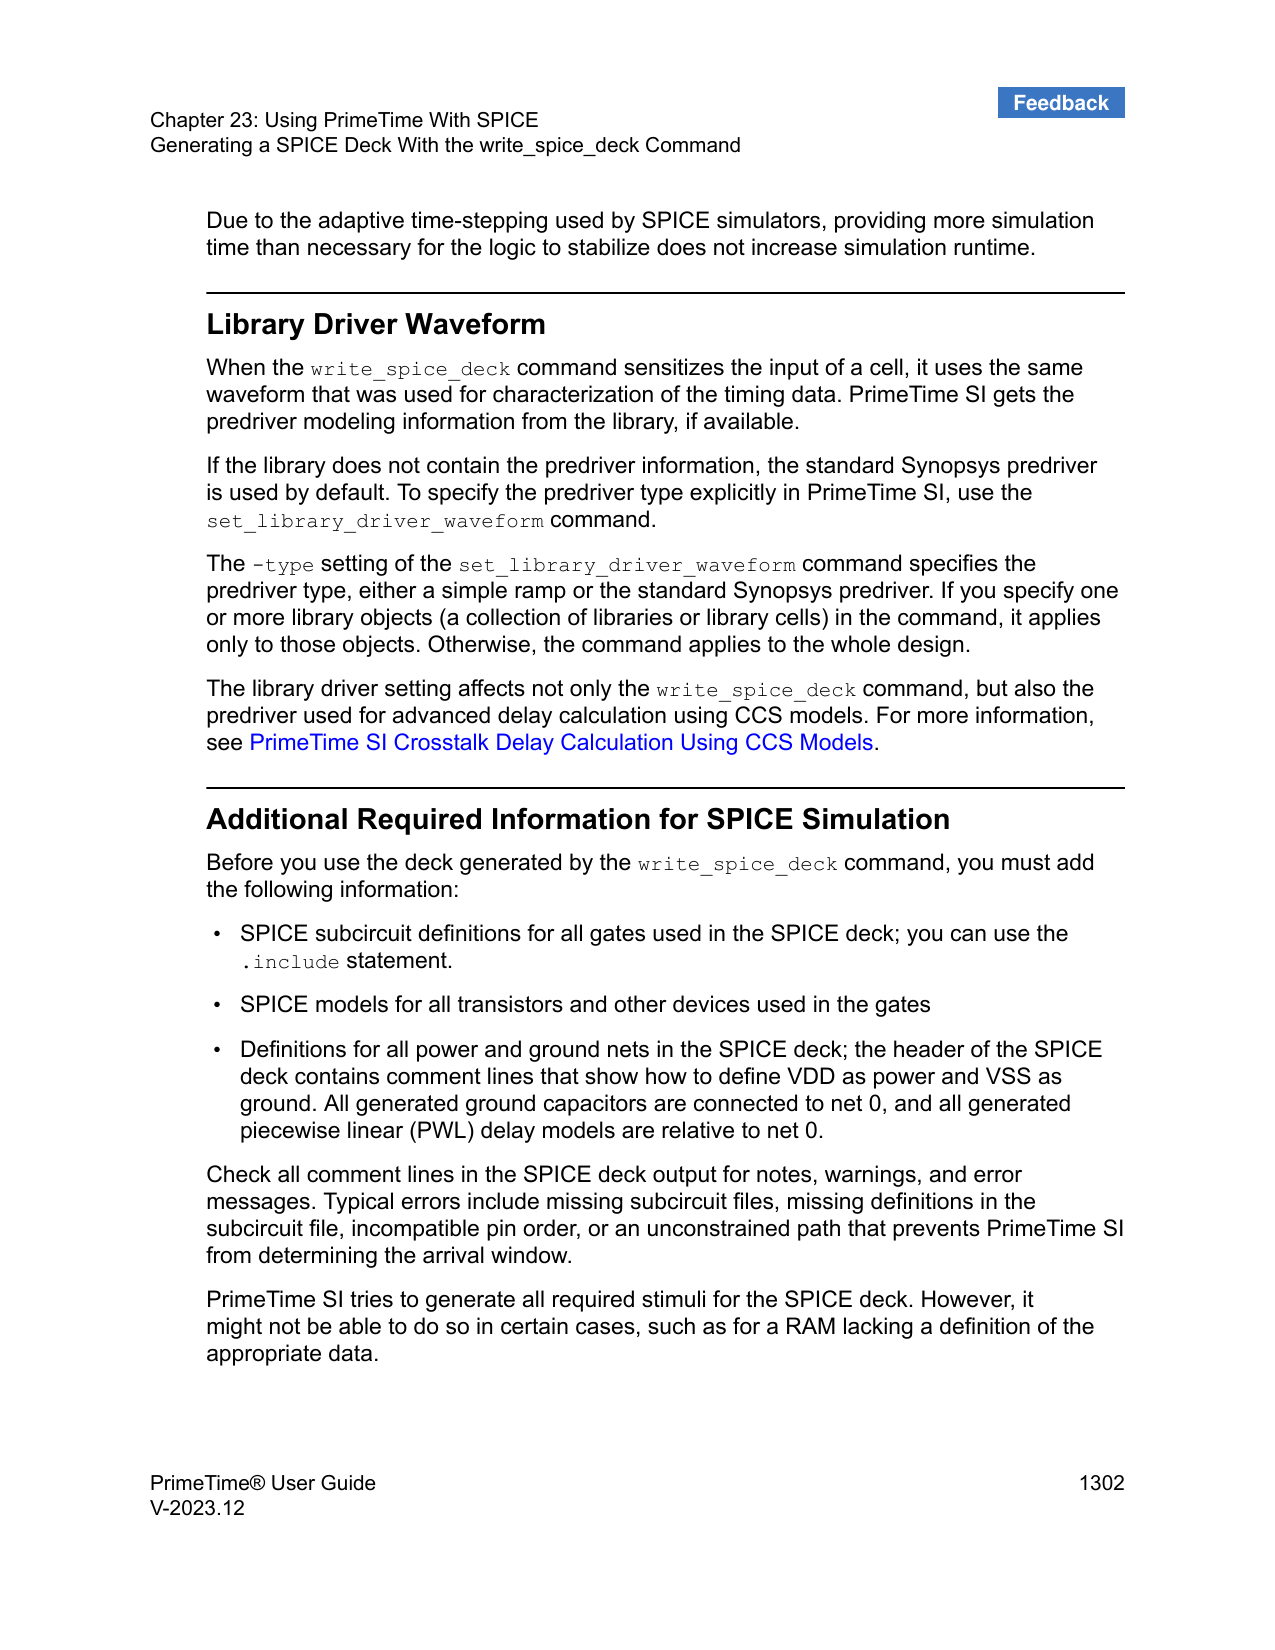 Feedback
Chapter 23: Using PrimeTime With SPICE
Generating a SPICE Deck With the write_spice_deck Command
Due to the adaptive time-stepping used by SPICE simulators, providing more simulation
time than necessary for the logic to stabilize does not increase simulation runtime.
Library Driver Waveform
When the write_spice_deck command sensitizes the input of a cell, it uses the same
waveform that was used for characterization of the timing data. PrimeTime SI gets the
predriver modeling information from the library, if available.
If the library does not contain the predriver information, the standard Synopsys predriver
is used by default. To specify the predriver type explicitly in PrimeTime SI, use the
set_library_driver_waveform command.
The -type setting of the set_library_driver_waveform command specifies the
predriver type, either a simple ramp or the standard Synopsys predriver. If you specify one
or more library objects (a collection of libraries or library cells) in the command, it applies
only to those objects. Otherwise, the command applies to the whole design.
The library driver setting affects not only the write_spice_deck command, but also the
predriver used for advanced delay calculation using CCS models. For more information,
see PrimeTime SI Crosstalk Delay Calculation Using CCS Models.
Additional Required Information for SPICE Simulation
Before you use the deck generated by the write_spice_deck command, you must add
the following information:
• SPICE subcircuit definitions for all gates used in the SPICE deck; you can use the
.include statement.
• SPICE models for all transistors and other devices used in the gates
• Definitions for all power and ground nets in the SPICE deck; the header of the SPICE
deck contains comment lines that show how to define VDD as power and VSS as
ground. All generated ground capacitors are connected to net 0, and all generated
piecewise linear (PWL) delay models are relative to net 0.
Check all comment lines in the SPICE deck output for notes, warnings, and error
messages. Typical errors include missing subcircuit files, missing definitions in the
subcircuit file, incompatible pin order, or an unconstrained path that prevents PrimeTime SI
from determining the arrival window.
PrimeTime SI tries to generate all required stimuli for the SPICE deck. However, it
might not be able to do so in certain cases, such as for a RAM lacking a definition of the
appropriate data.
PrimeTime® User Guide 1302
V-2023.12